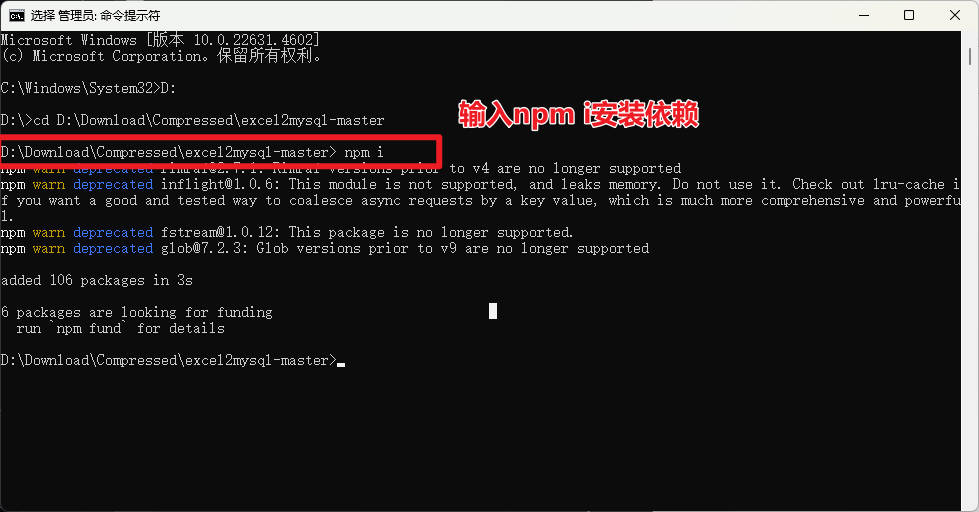 选择 管理员: 命令提示符
Microsoft Windows [版本 10.0.22631.4602]
(c) Microsoft Corporation。保留所有权利。
C:\Windows\System32>D:
D:\>cd D:\Download\Compressed\excel2mysql-master
输入npm i安装依赖
D:\Download\Compressed\excel2mysql-master> npm i
npm warn deprecated rimraf@2.7.1: Rimraf versions prior to v4 are no longer supported
npm warn deprecated inflight@1.0.6: This module is not supported, and leaks memory. Do not use it. Check out lru-cache i
f you want a good and tested way to coalesce async requests by a key value, which is much more comprehensive and powerfu
l.
npm warn deprecated fstream@1.0.12: This package is no longer supported.
npm warn deprecated glob@7.2.3: Glob versions prior to v9 are no longer supported
added 106 packages in 3s
6 packages are looking for funding
run `npm fund` for details
D:\Download\Compressed\excel2mysql-master>